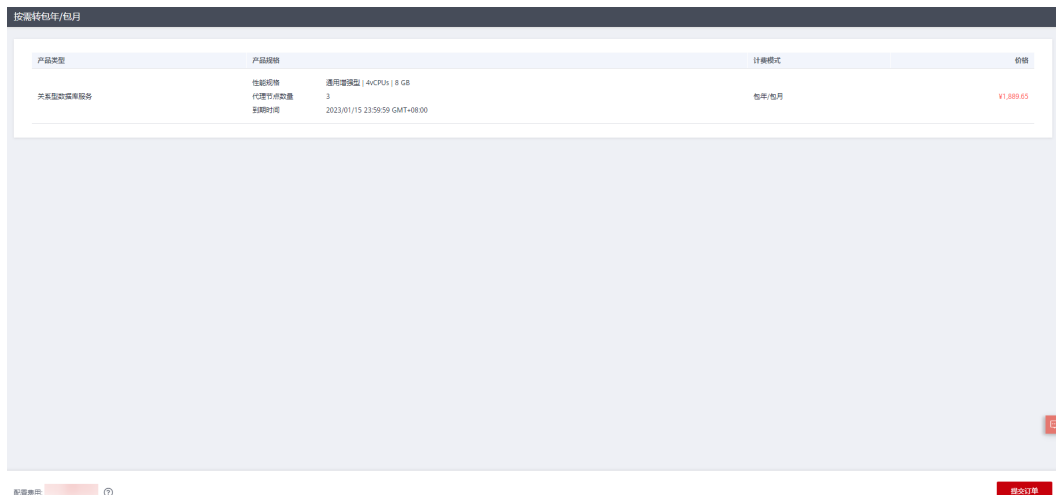 按需转包年/包月
产品类型 产品规格 计费模式 价格
性能规格 通用增强型 | 4vCPUs | 8 GB
关系型数据库服务 代理节点数量 3 包年/包月 ¥1,889.65
到期时间 2023/01/15 23:59:59 GMT+08:00
配置费用
提交订单